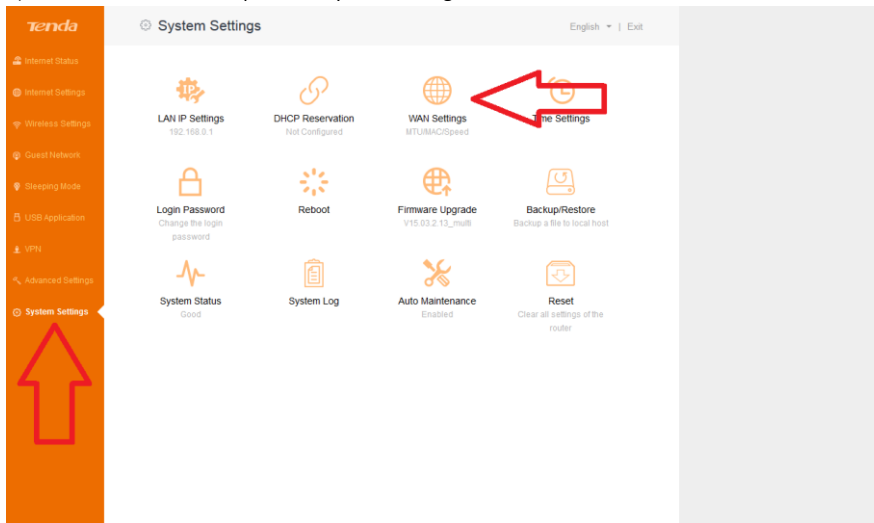 Tenda
System Settings
English | Exit
Internet Status
Internet Settings
Wireless Settings
Guest Network
Sleeping Mode
USB Application
VPN
Advanced Settings
System Settings
IP
LAN IP Settings
192.168.0.1
DHCP Reservation
Not Configured
WAN Settings
MTU/MAC/Speed
Time Settings
Login Password
Change the login
password
Reboot
Firmware Upgrade
V15.03.2.13_multi
Backup/Restore
Backup a file to local host
System Status
Good
System Log
Auto Maintenance
Enabled
Reset
Clear all settings of the
router